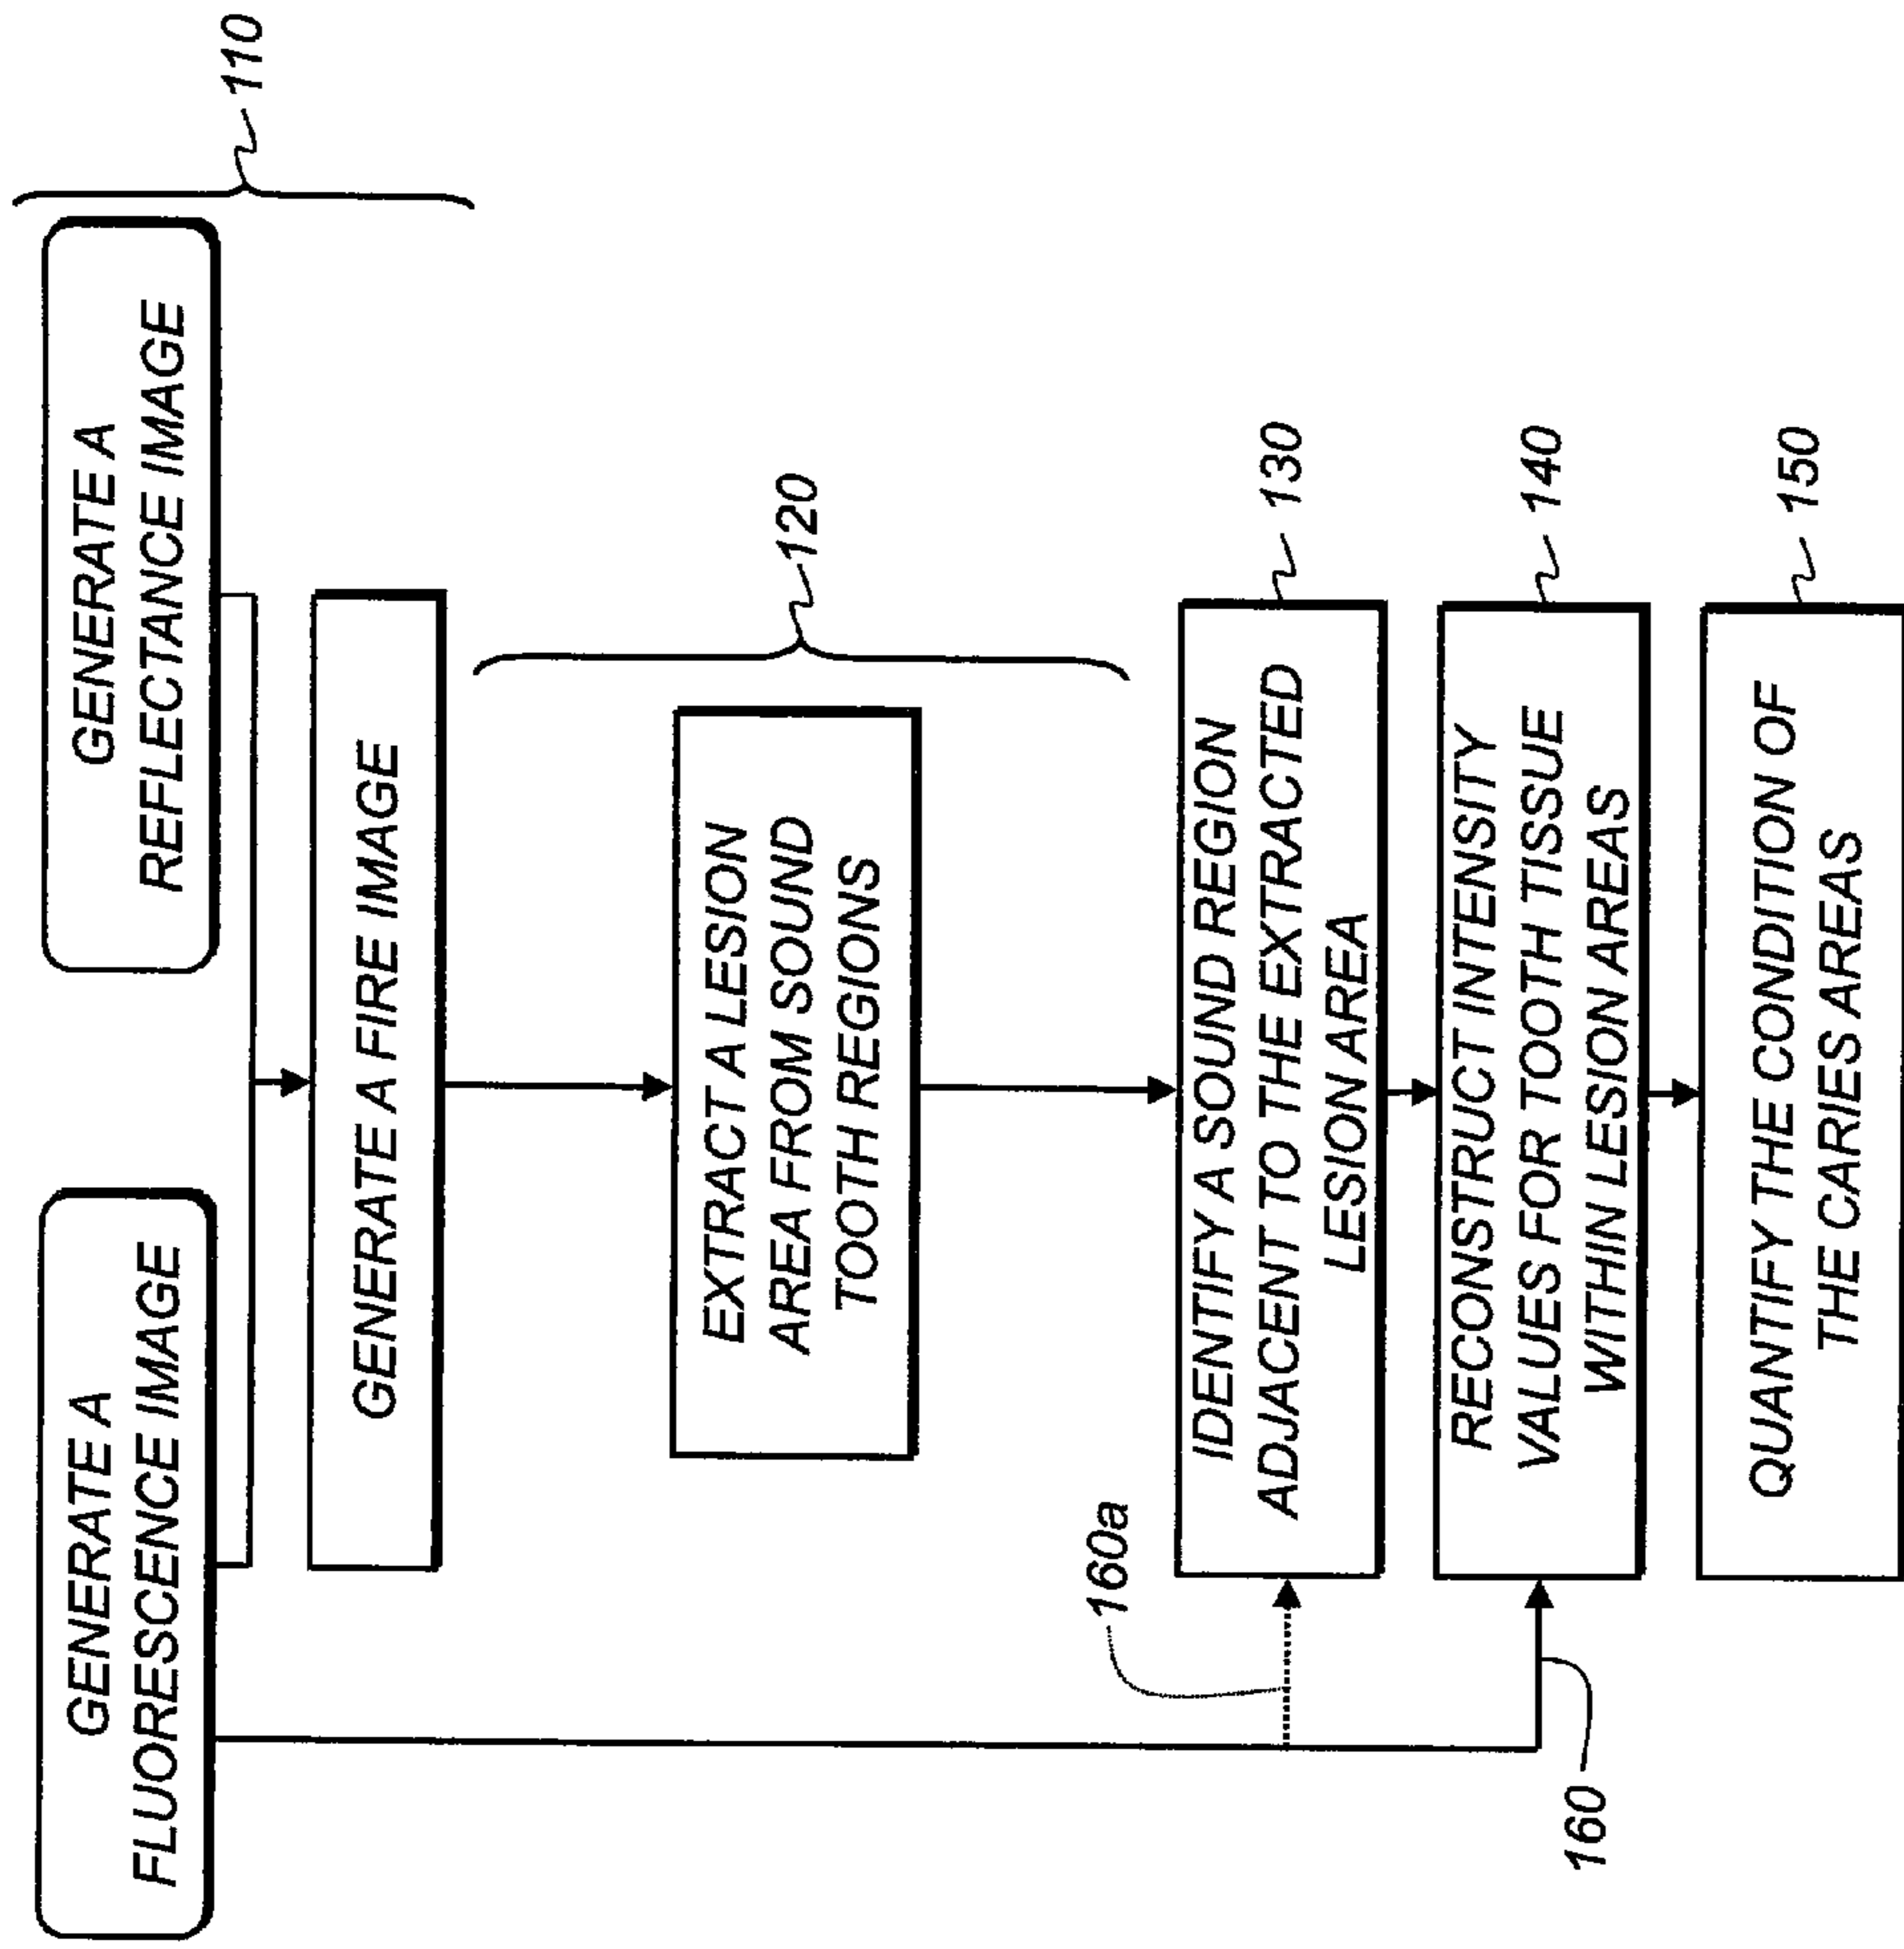 GENERATE A
FLUORESCENCE IMAGE
GENERATE A
REFLECTANCE IMAGE
110
GENERATE A FIRE IMAGE
EXTRACT A LESION
AREA FROM SOUND
TOOTH REGIONS
120
160a
IDENTIFY A SOUND REGION
ADJACENT TO THE EXTRACTED
LESION AREA
130
RECONSTRUCT INTENSITY
VALUES FOR TOOTH TISSUE
WITHIN LESION AREAS
140
160
QUANTIFY THE CONDITION OF
THE CARIES AREAS
150